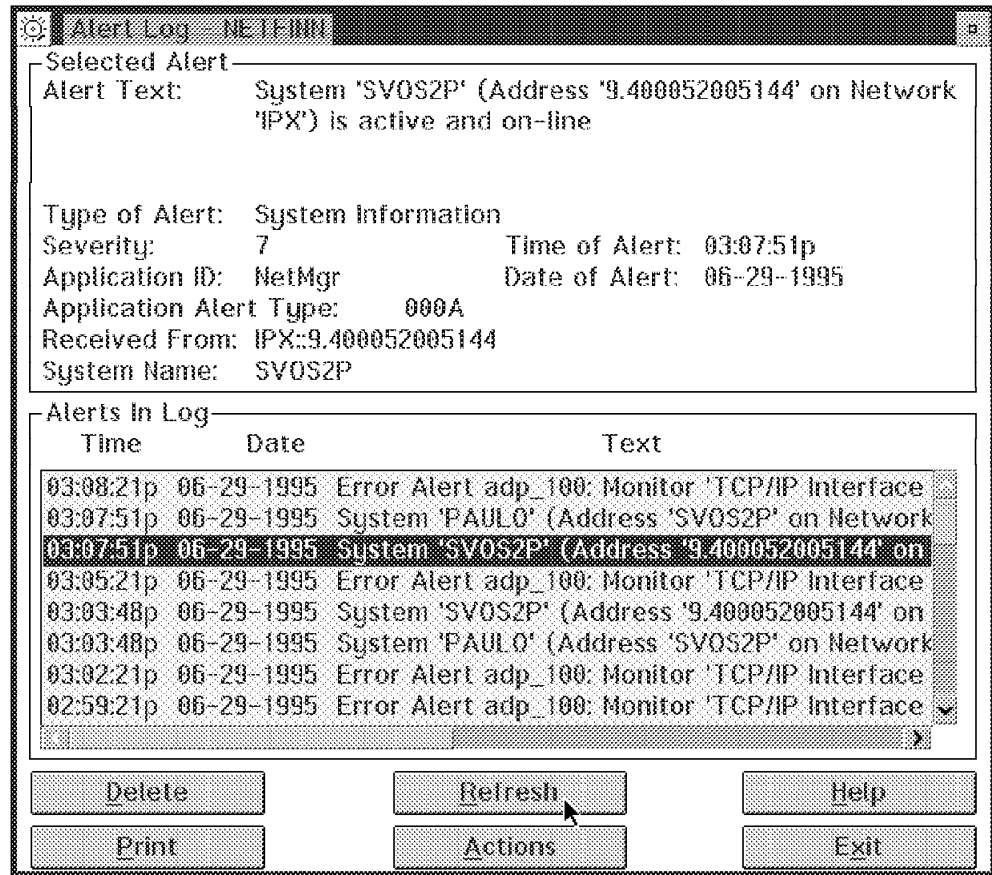 Alert Log - NETFINN
Selected Alert
Alert Text: System 'SVOS2P' (Address '9.400052005144' on Network
'IPX') is active and on-line
Type of Alert: System Information
Severity: 7 Time of Alert: 03:07:51p
Application ID: NetMgr Date of Alert: 06-29-1995
Application Alert Type: 000A
Received From: IPX::9.400052005144
System Name: SVOS2P
Alerts In Log
Time Date Text
03:08:21p 06-29-1995 Error Alert adp_100: Monitor 'TCP/IP Interface
03:07:51p 06-29-1995 System 'PAULO' (Address 'SVOS2P' on Network
03:07:51p 06-29-1995 System 'SVOS2P' (Address '9.400052005144' on
03:05:21p 06-29-1995 Error Alert adp_100: Monitor 'TCP/IP Interface
03:03:48p 06-29-1995 System 'SVOS2P' (Address '9.400052005144' on
03:03:48p 06-29-1995 System 'PAULO' (Address 'SVOS2P' on Network
03:02:21p 06-29-1995 Error Alert adp_100: Monitor 'TCP/IP Interface
02:59:21p 06-29-1995 Error Alert adp_100: Monitor 'TCP/IP Interface
Delete Refresh Help
Print Actions Exit